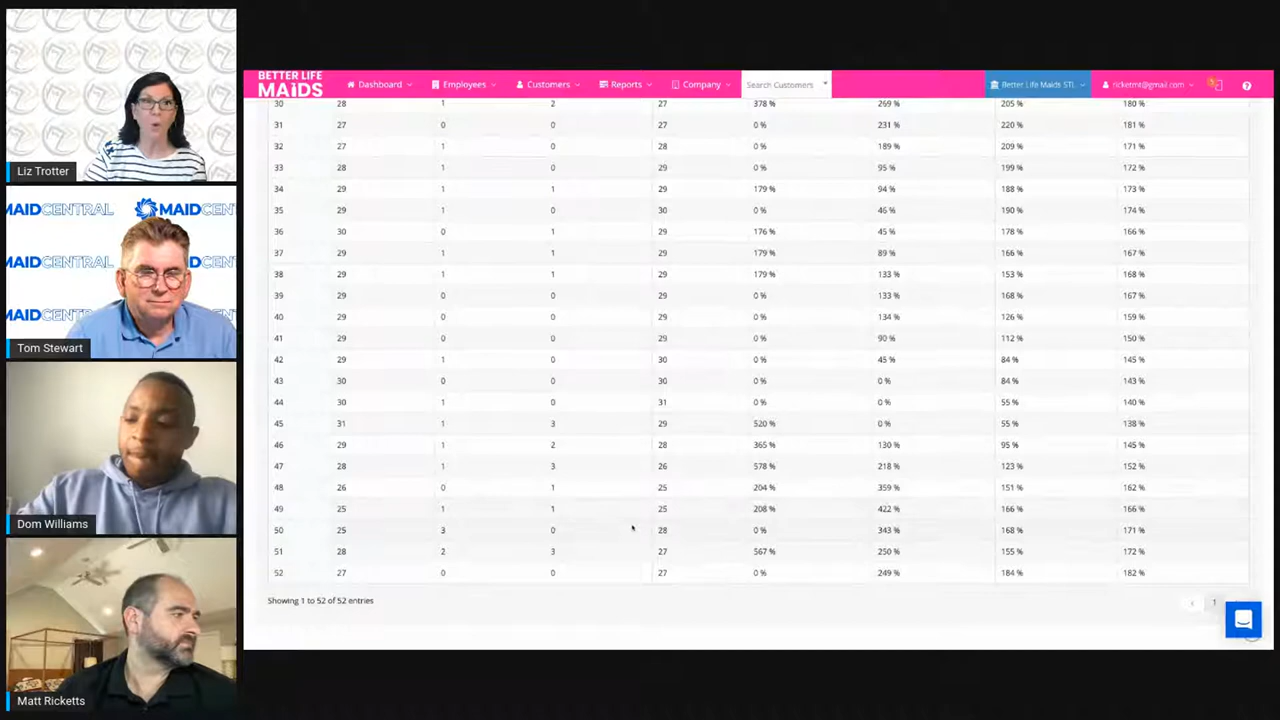 Liz Trotter
MAIDCENTRAL MAIDCENTR
MAIDCENTRAL
MAIDCENTRAL
Tom Stewart
Dom Williams
Matt Ricketts
BETTER LIFE
MAIDS
Dashboard Employees Customers Reports Company Search Customers Better Life Maids STL ricketmt@gmail.com
30 28 1 2 27 378 % 269 % 205 % 180 %
31 27 0 0 27 0 % 231 % 220 % 181 %
32 27 1 0 28 0 % 189 % 209 % 171 %
33 28 1 0 29 0 % 95 % 199 % 172 %
34 29 1 1 29 179 % 94 % 188 % 173 %
35 29 1 0 30 0 % 46 % 190 % 174 %
36 30 0 1 29 176 % 45 % 178 % 166 %
37 29 1 1 29 179 % 89 % 166 % 167 %
38 29 1 1 29 179 % 133 % 153 % 168 %
39 29 0 0 29 0 % 133 % 168 % 167 %
40 29 0 0 29 0 % 134 % 126 % 159 %
41 29 0 0 29 0 % 90 % 112 % 150 %
42 29 1 0 30 0 % 45 % 84 % 145 %
43 30 0 0 30 0 % 0 % 84 % 143 %
44 30 1 0 31 0 % 0 % 55 % 140 %
45 31 1 3 29 520 % 0 % 55 % 138 %
46 29 1 2 28 365 % 130 % 95 % 145 %
47 28 1 3 26 578 % 218 % 123 % 152 %
48 26 0 1 25 204 % 359 % 151 % 162 %
49 25 1 1 25 208 % 422 % 166 % 166 %
50 25 3 0 28 0 % 343 % 168 % 171 %
51 28 2 3 27 567 % 250 % 155 % 172 %
52 27 0 0 27 0 % 249 % 184 % 182 %
Showing 1 to 52 of 52 entries
1